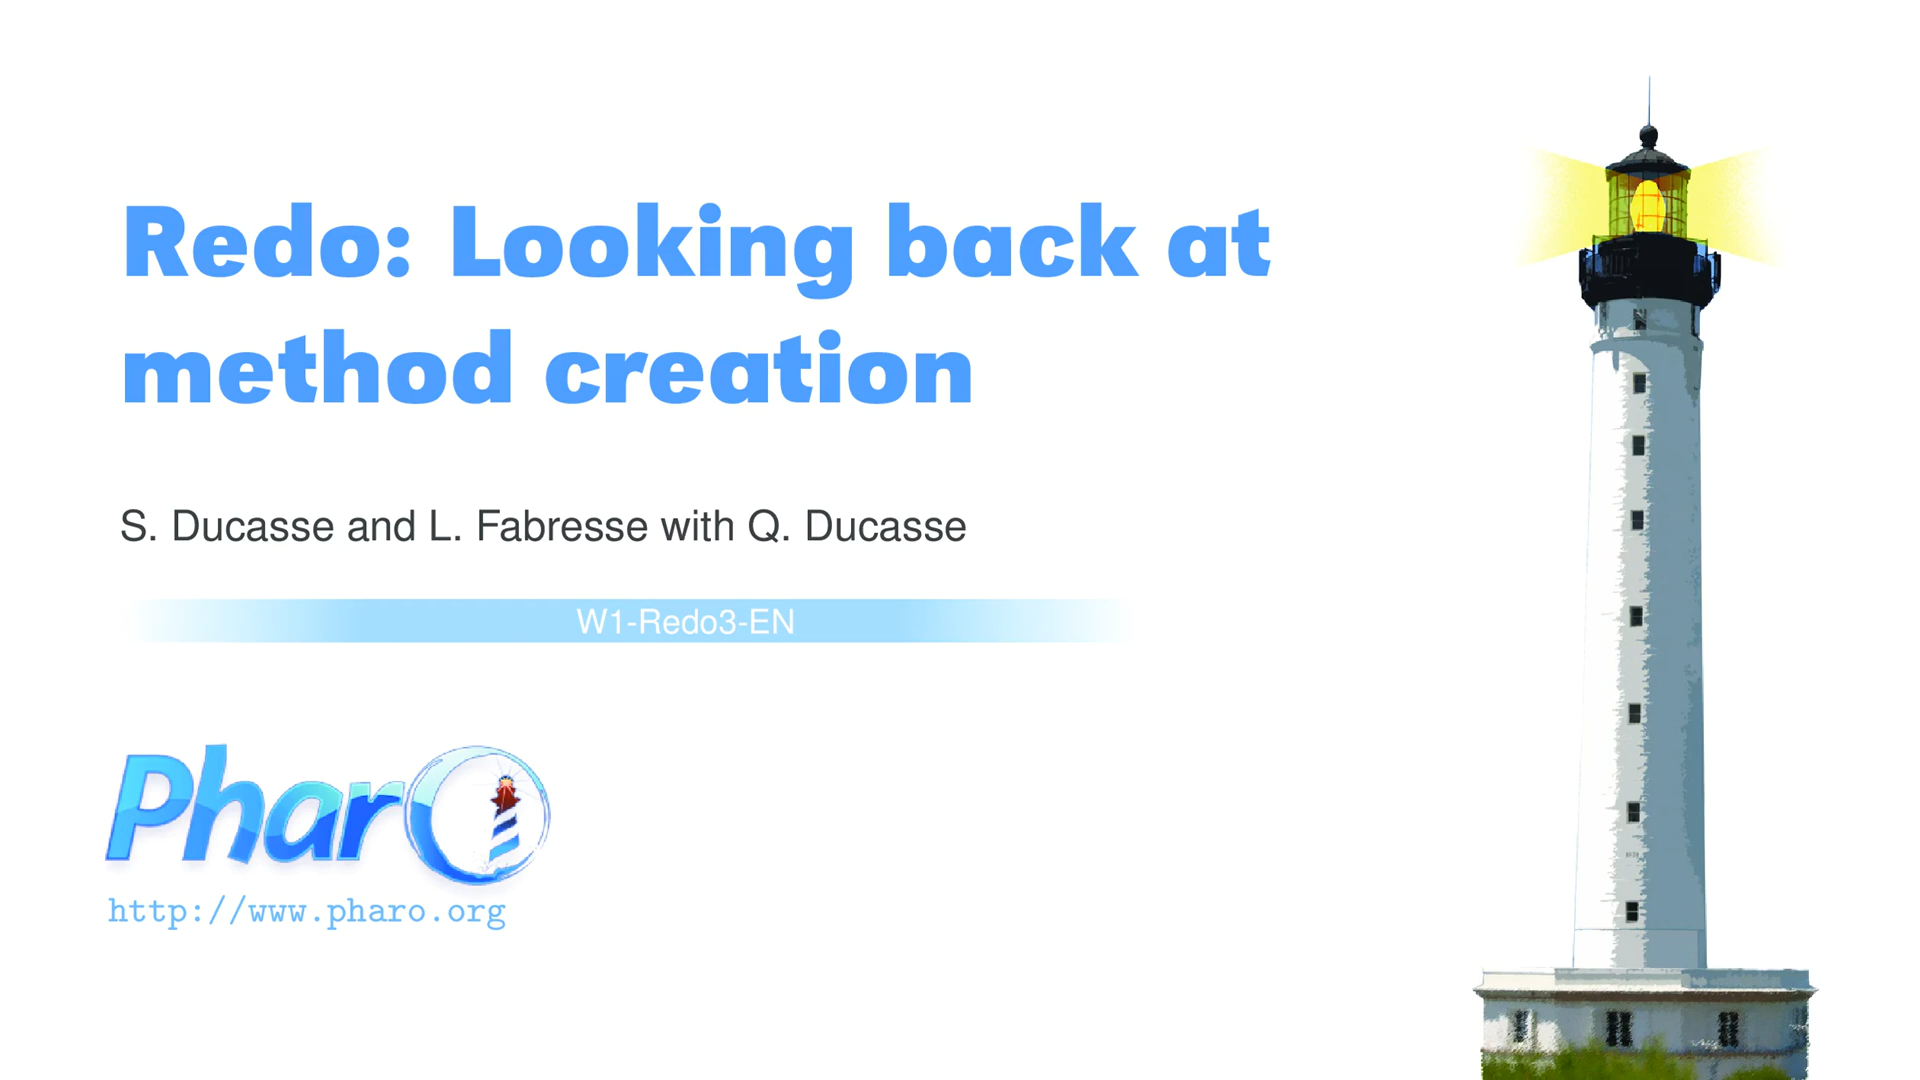 Redo: Looking back at
method creation
S. Ducasse and L. Fabresse with Q. Ducasse
W1-Redo3-EN
Pharo
http://www.pharo.org